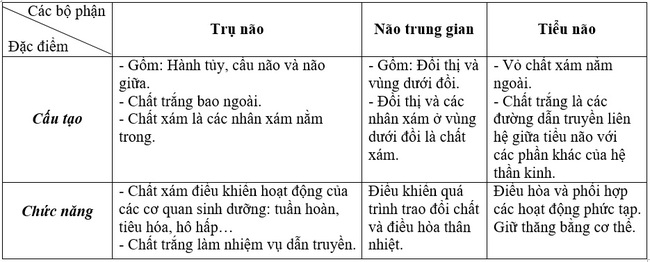 Các bộ phận
Đặc điểm
Trụ não
Não trung gian
Tiểu não
Cấu tạo
- Gồm: Hành tủy, cầu não và não
giữa.
- Chất trắng bao ngoài.
- Chất xám là các nhân xám nằm
trong.
- Gồm: Đồi thị và
vùng dưới đồi.
- Đồi thị và các
nhân xám ở vùng
dưới đồi là chất
xám.
- Vỏ chất xám nằm
ngoài.
- Chất trắng là các
đường dẫn truyền liên
hệ giữa tiểu não với
các phần khác của hệ
thần kinh.
Chức năng
- Chất xám điều khiển hoạt động của
các cơ quan sinh dưỡng: tuần hoàn,
tiêu hóa, hô hấp…
- Chất trắng làm nhiệm vụ dẫn truyền.
Điều khiển quá
trình trao đổi chất
và điều hòa thân
nhiệt.
Điều hòa và phối hợp
các hoạt động phức tạp.
Giữ thăng bằng cơ thể.